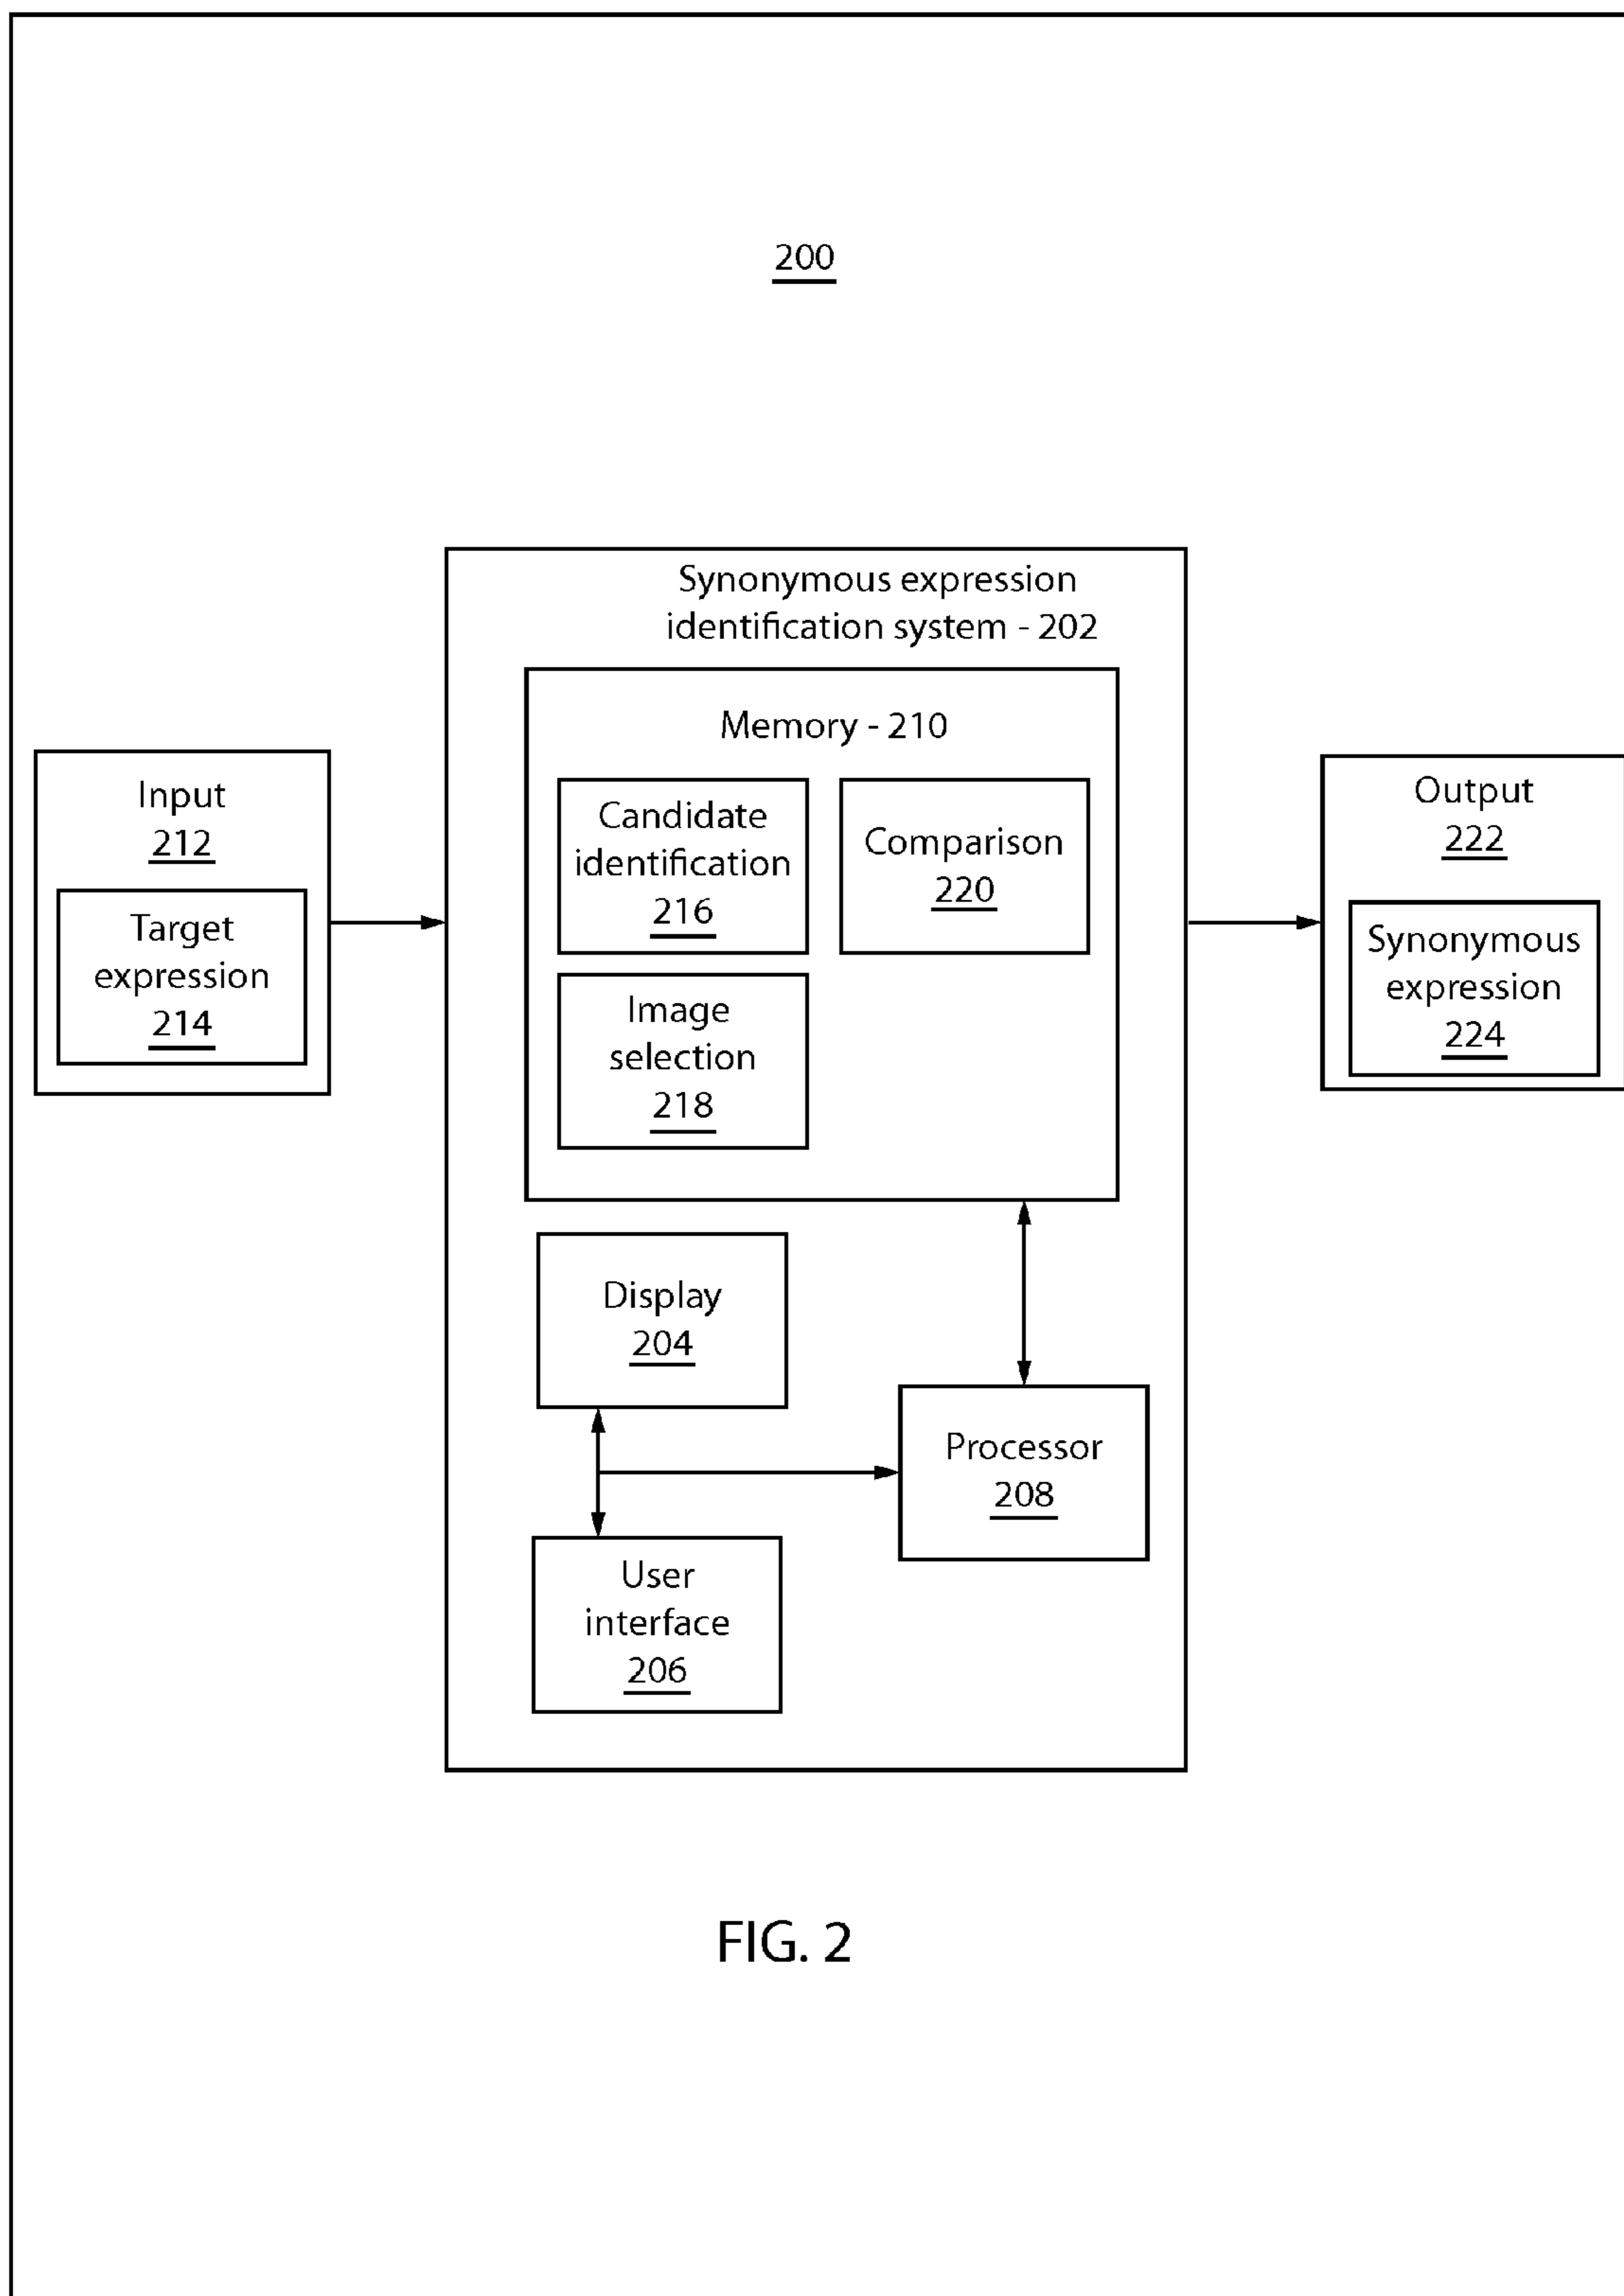 200
Synonymous expression
identification system - 202
Memory - 210
Input
212
Target
expression
214
Candidate
identification
216
Comparison
220
Image
selection
218
Output
222
Synonymous
expression
224
Display
204
Processor
208
User
interface
206
FIG. 2